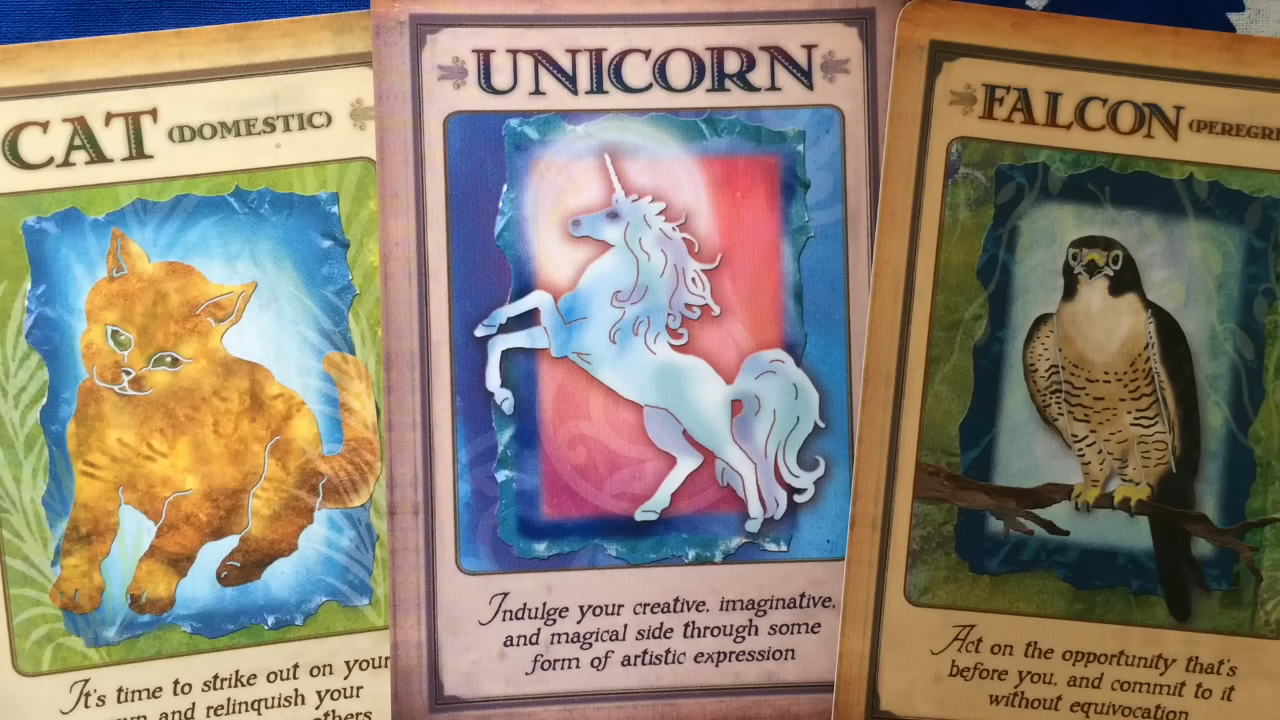 CAT (DOMESTIC)
It's time to strike out on your
and relinquish your
others
UNICORN
Indulge your creative, imaginative,
and magical side through some
form of artistic expression
FALCON
Act on the opportunity that's
before you, and commit to it
without equivocation